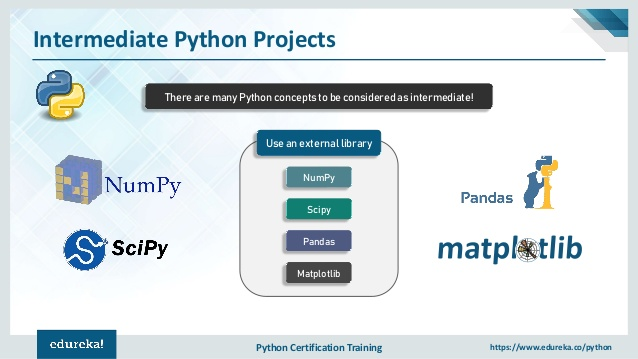 Intermediate Python Projects
There are many Python concepts to be considered as intermediate!
Use an external library
NumPy
Scipy
Pandas
Matplotlib
NumPy
SciPy
Pandas
matplotlib
edureka!
Python Certification Training
https://www.edureka.co/python